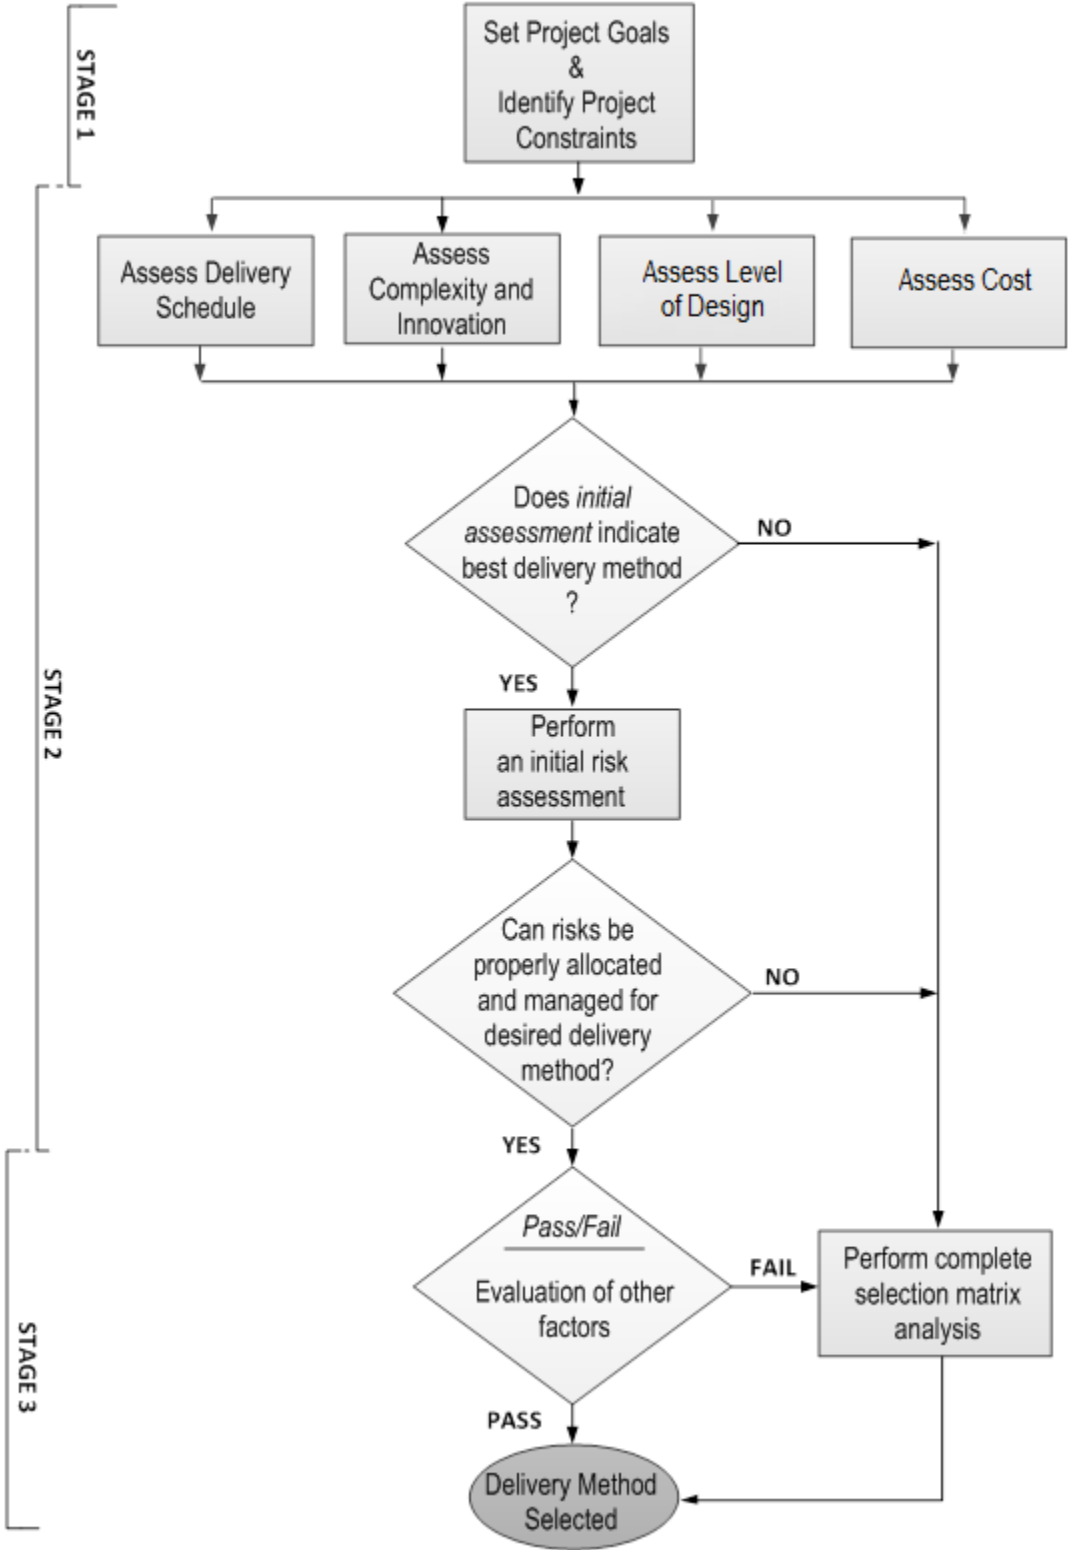 STAGE 1
Set Project Goals
&
Identify Project
Constraints
STAGE 2
Assess Delivery
Schedule
Assess
Complexity and
Innovation
Assess Level
of Design
Assess Cost
Does initial
assessment indicate
best delivery method
?
NO
YES
Perform
an initial risk
assessment
Can risks be
properly allocated
and managed for
desired delivery
method?
NO
YES
STAGE 3
Pass/Fail
Evaluation of other
factors
FAIL
Perform complete
selection matrix
analysis
PASS
Delivery Method
Selected